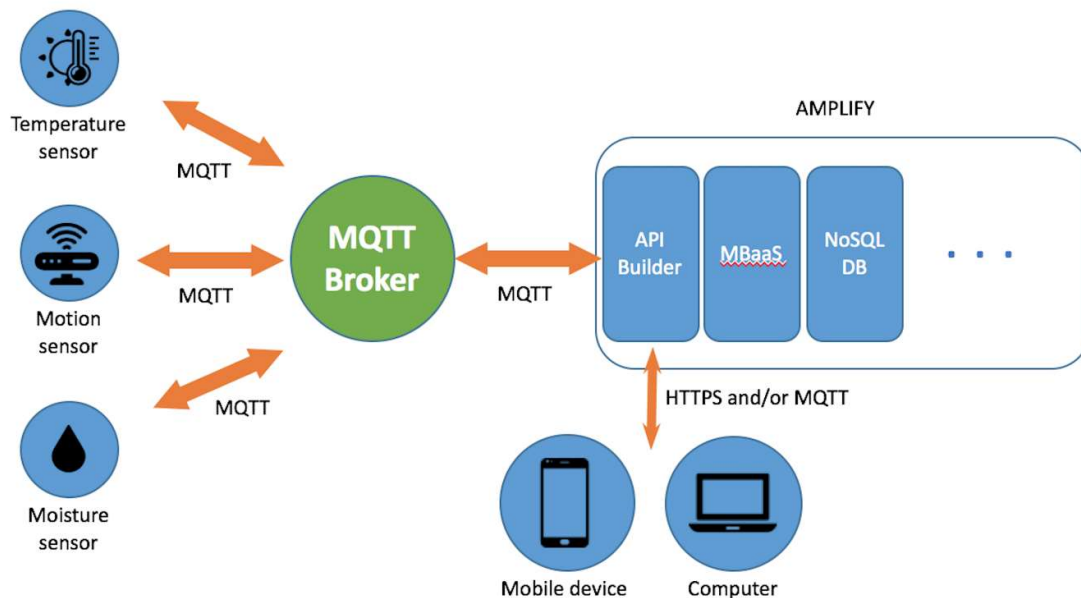 Temperature
sensor
MQTT
Motion
sensor
MQTT
Moisture
sensor
MQTT
MQTT
Broker
MQTT
AMPLIFY
API
Builder
MBaaS
NoSQL
DB
HTTPS and/or MQTT
Mobile device
Computer